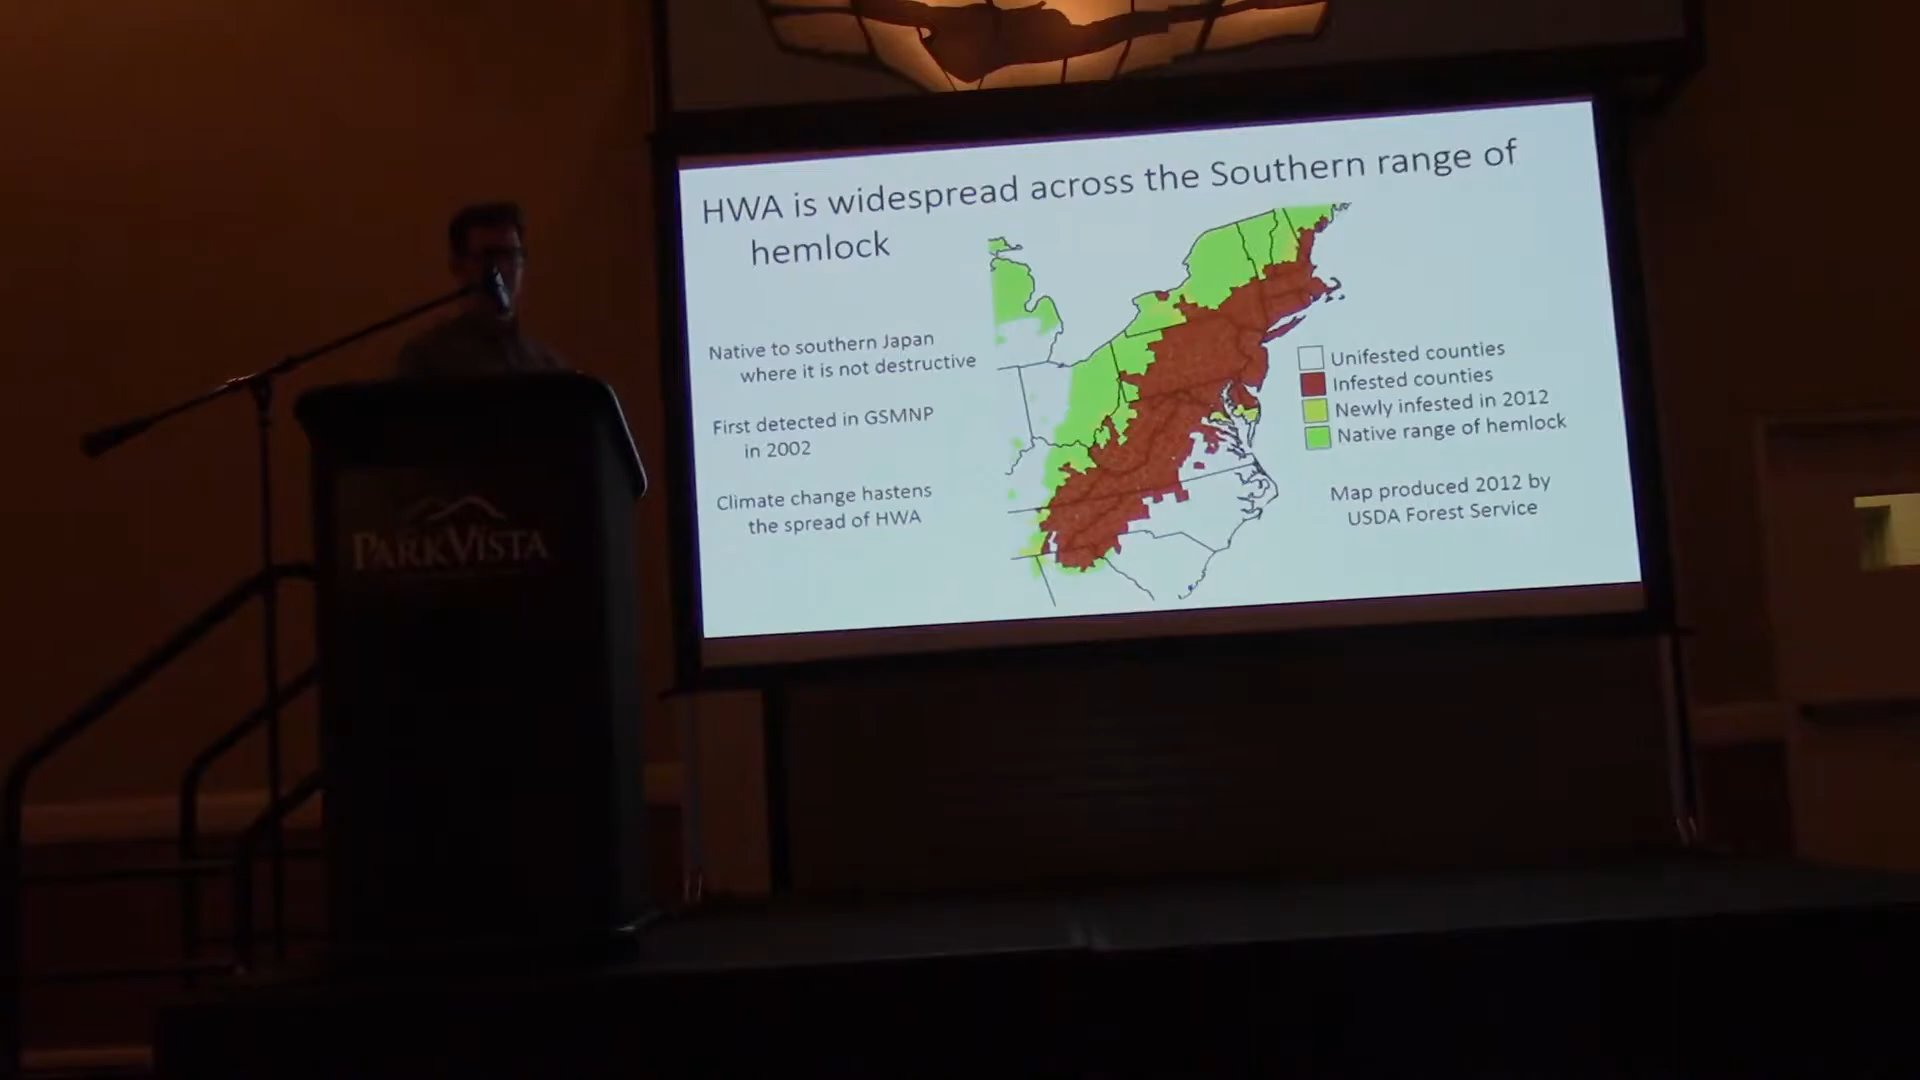 HWA is widespread across the Southern range of
hemlock
Native to southern Japan
where it is not destructive
First detected in GSMNP
in 2002
Climate change hastens
the spread of HWA
Unifested counties
Infested counties
Newly infested in 2012
Native range of hemlock
Map produced 2012 by
USDA Forest Service
PARKVISTA